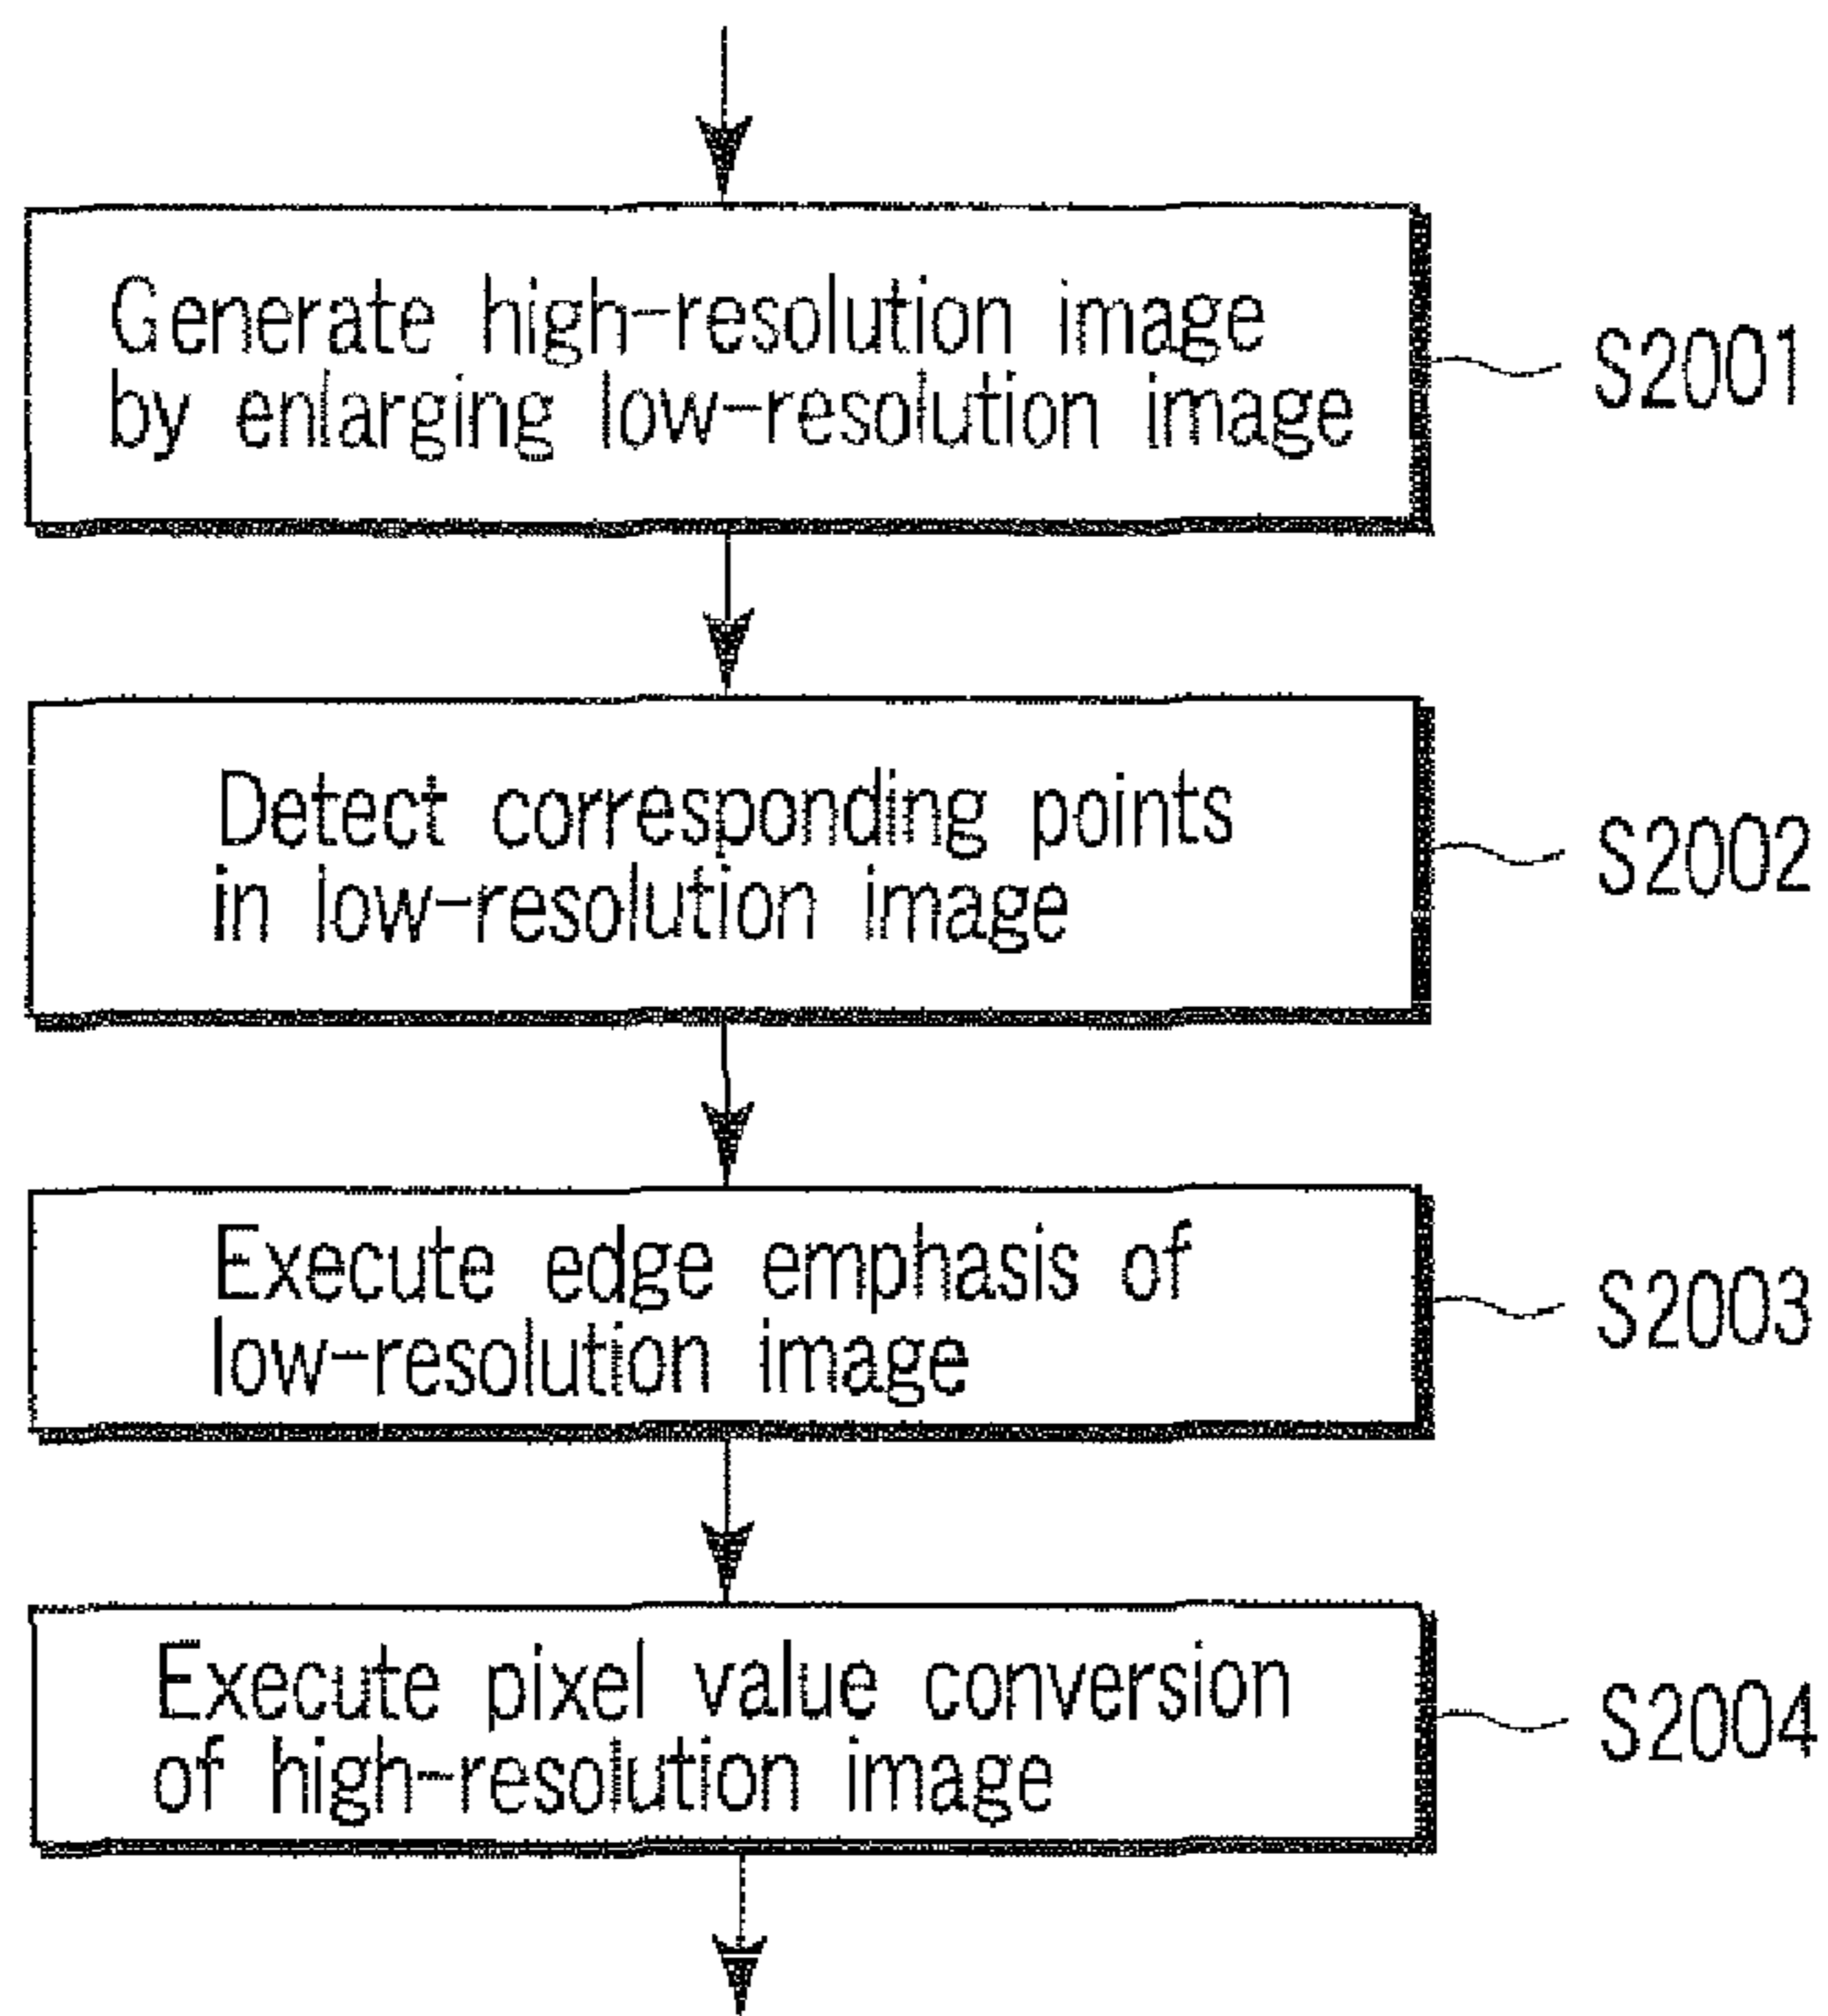 Generate high-resolution image
by enlarging low-resolution image
S2001
Detect corresponding points
in low-resolution image
S2002
Execute edge emphasis of
low-resolution image
S2003
Execute pixel value conversion
of high-resolution image
S2004